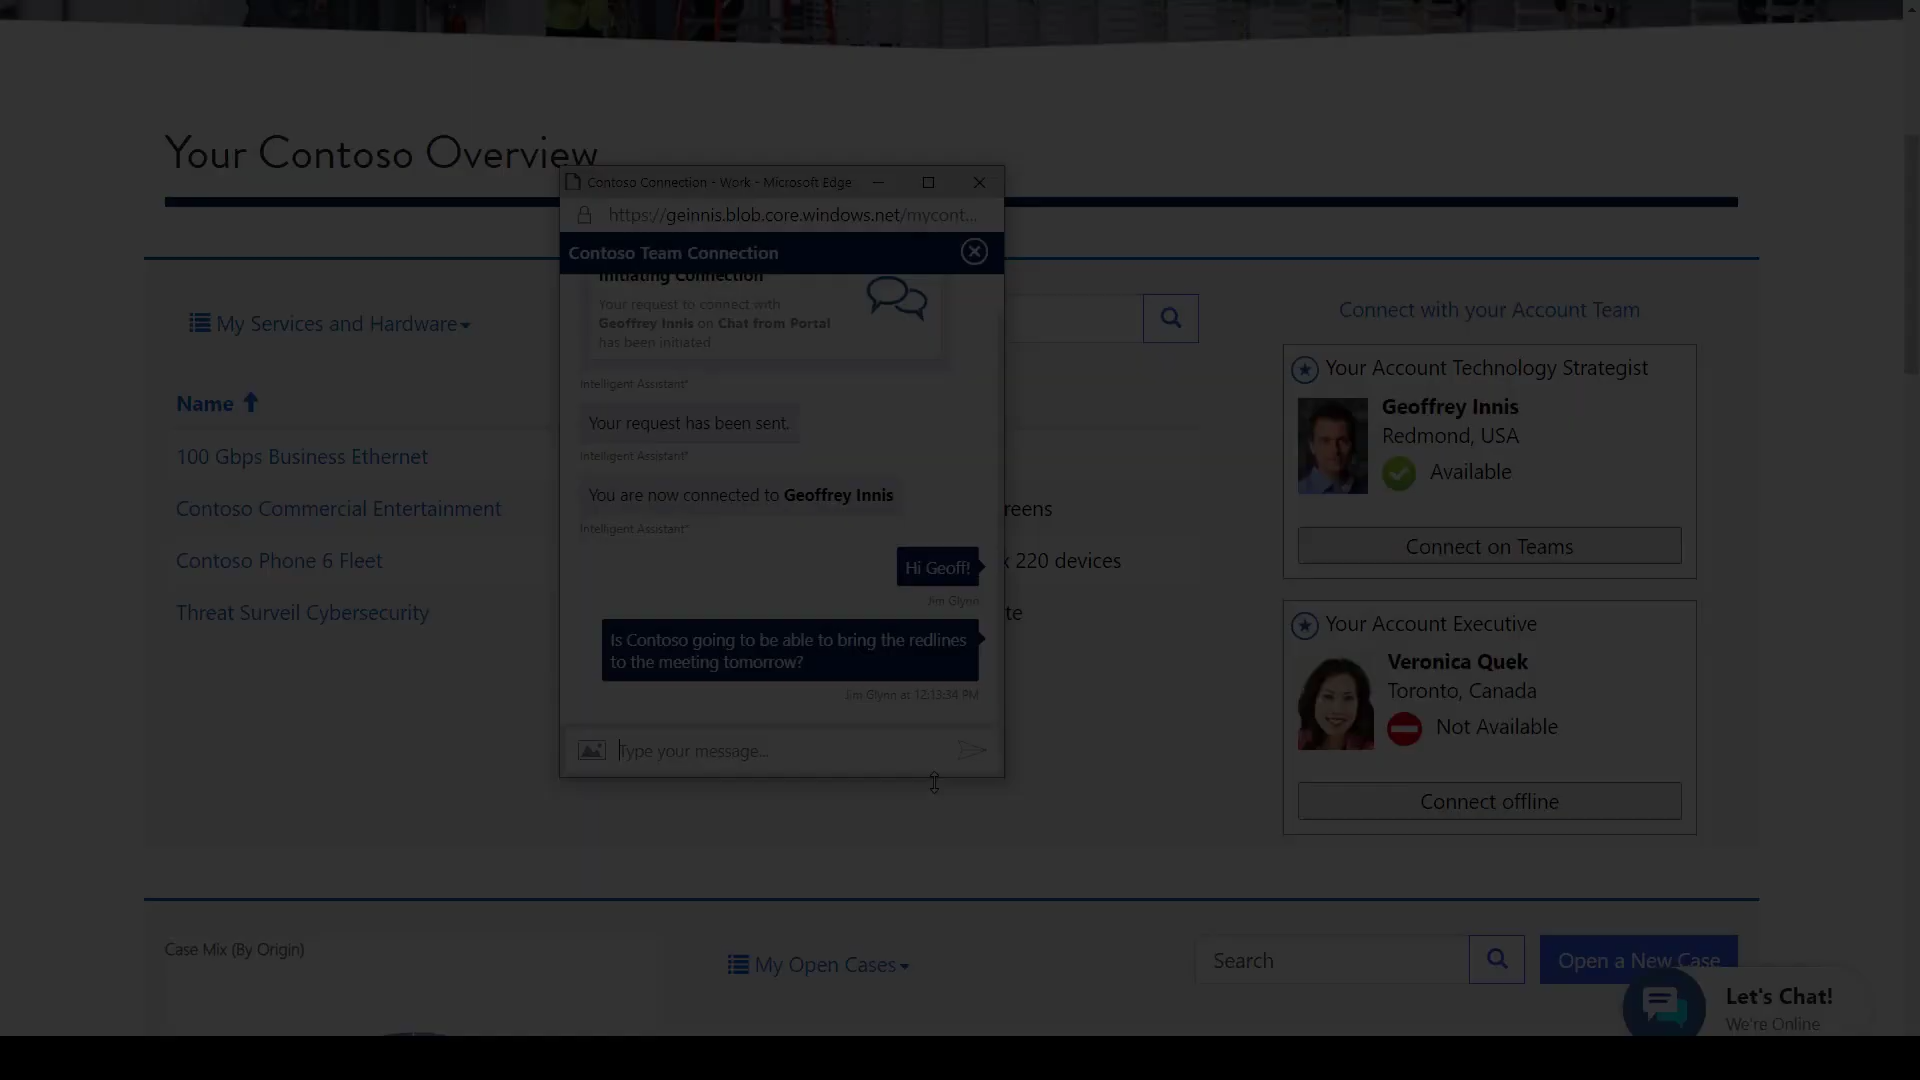 Your Contoso Overview
Contoso Connection - Work - Microsoft Edge
https://geinnis.blob.core.windows.net/mycont...
Contoso Team Connection
Initiating Connection
Your request to connect with
Geoffrey Innis on Chat from Portal
has been initiated
Intelligent Assistant*
Your request has been sent.
Intelligent Assistant*
You are now connected to Geoffrey Innis
Intelligent Assistant*
Hi Geoff!
Jim Glynn
Is Contoso going to be able to bring the redlines
to the meeting tomorrow?
Jim Glynn at 12:13:34 PM
Type your message...
My Services and Hardware
Name
100 Gbps Business Ethernet
Contoso Commercial Entertainment
reens
Contoso Phone 6 Fleet
x 220 devices
Threat Surveil Cybersecurity
te
Connect with your Account Team
Your Account Technology Strategist
Geoffrey Innis
Redmond, USA
Available
Connect on Teams
Your Account Executive
Veronica Quek
Toronto, Canada
Not Available
Connect offline
Case Mix (By Origin)
My Open Cases
Search
Open a New Case
Let's Chat!
We're Online